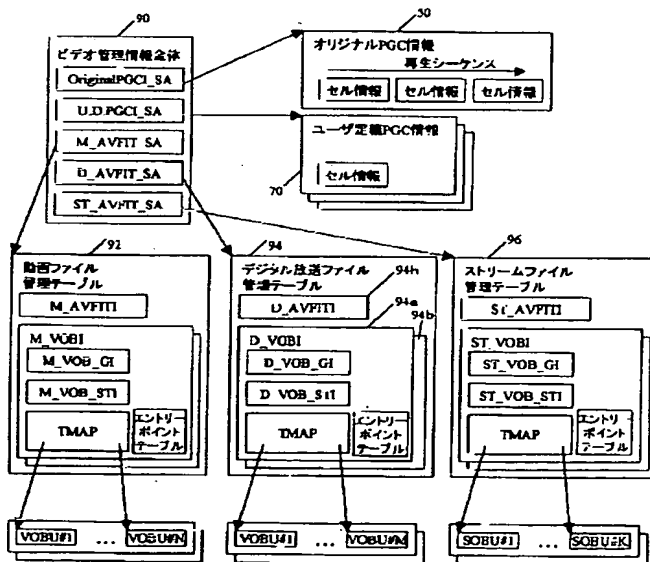 90
ビデオ管理情報全体
OriginalPGCI_SA
U.D.PGCI_SA
M_AVFIT_SA
D_AVFIT_SA
ST_AVFIT_SA
50
オリジナルPGC情報
再生シーケンス
セル情報 セル情報 セル情報
ユーザ定義PGC情報
セル情報
70
92
動画ファイル
管理テーブル
M_AVFITI
M_VOBI
M_VOB_GI
M_VOB_STI
TMAP
エントリー
ポイント
テーブル
94
デジタル放送ファイル
管理テーブル
94h
D_AVFITI
94a
94b
D_VOBI
D_VOB_GI
D_VOB_STI
TMAP
エントリー
ポイント
テーブル
96
ストリームファイル
管理テーブル
ST_AVFITI
ST_VOBI
ST_VOB_GI
ST_VOB_STI
TMAP
エントリー
ポイント
テーブル
VOBU#1 … VOBU#N
VOBU#1 … VOBU#M
SOBU#1 … SOBU#K